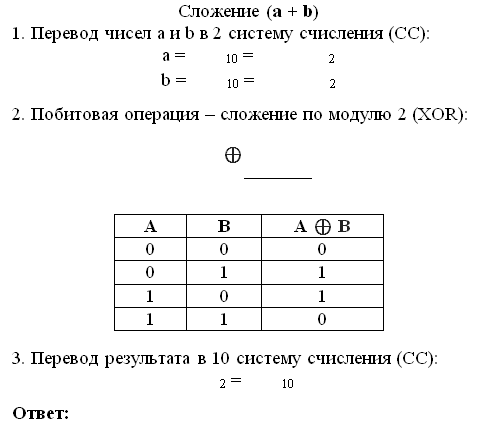 Сложение (a + b)
1. Перевод чисел a и b в 2 систему счисления (СС):
a = 10 = 2
b = 10 = 2
2. Побитовая операция – сложение по модулю 2 (XOR):
⊕
A B A ⊕ B
0 0 0
0 1 1
1 0 1
1 1 0
3. Перевод результата в 10 систему счисления (СС):
2 = 10
Ответ: